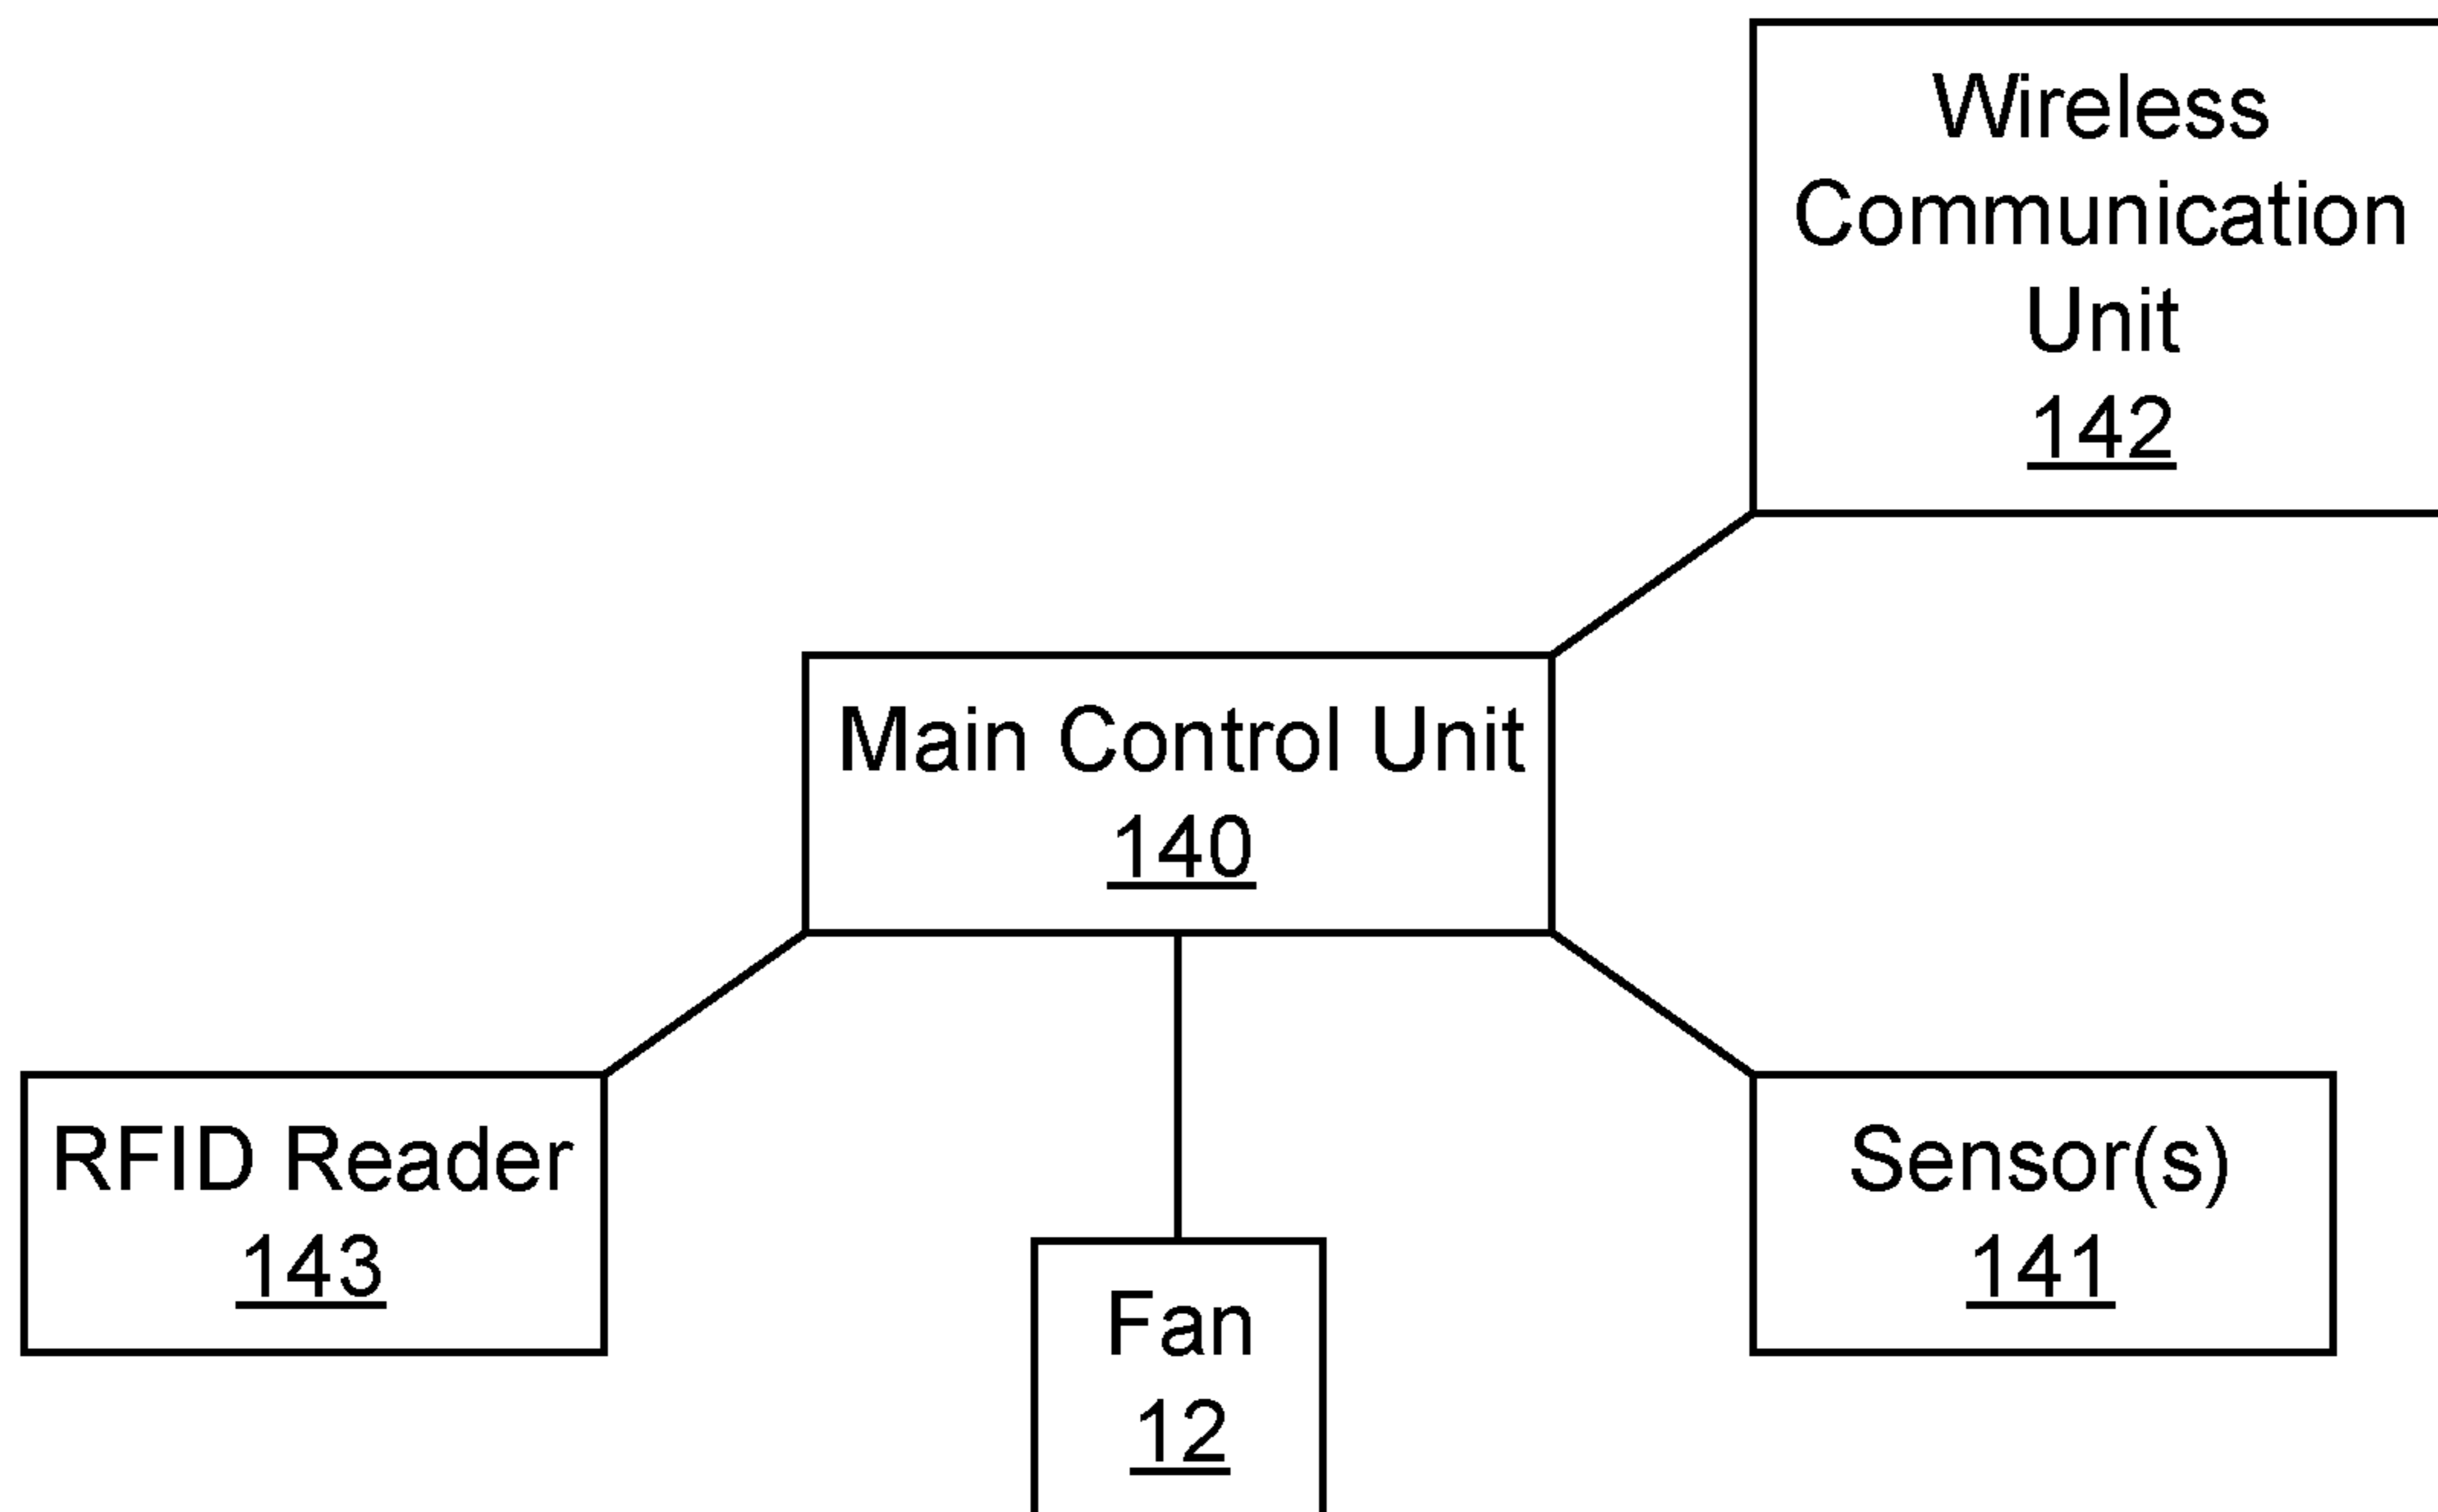 Wireless
Communication
Unit
142
Main Control Unit
140
RFID Reader
143
Sensor(s)
141
Fan
12